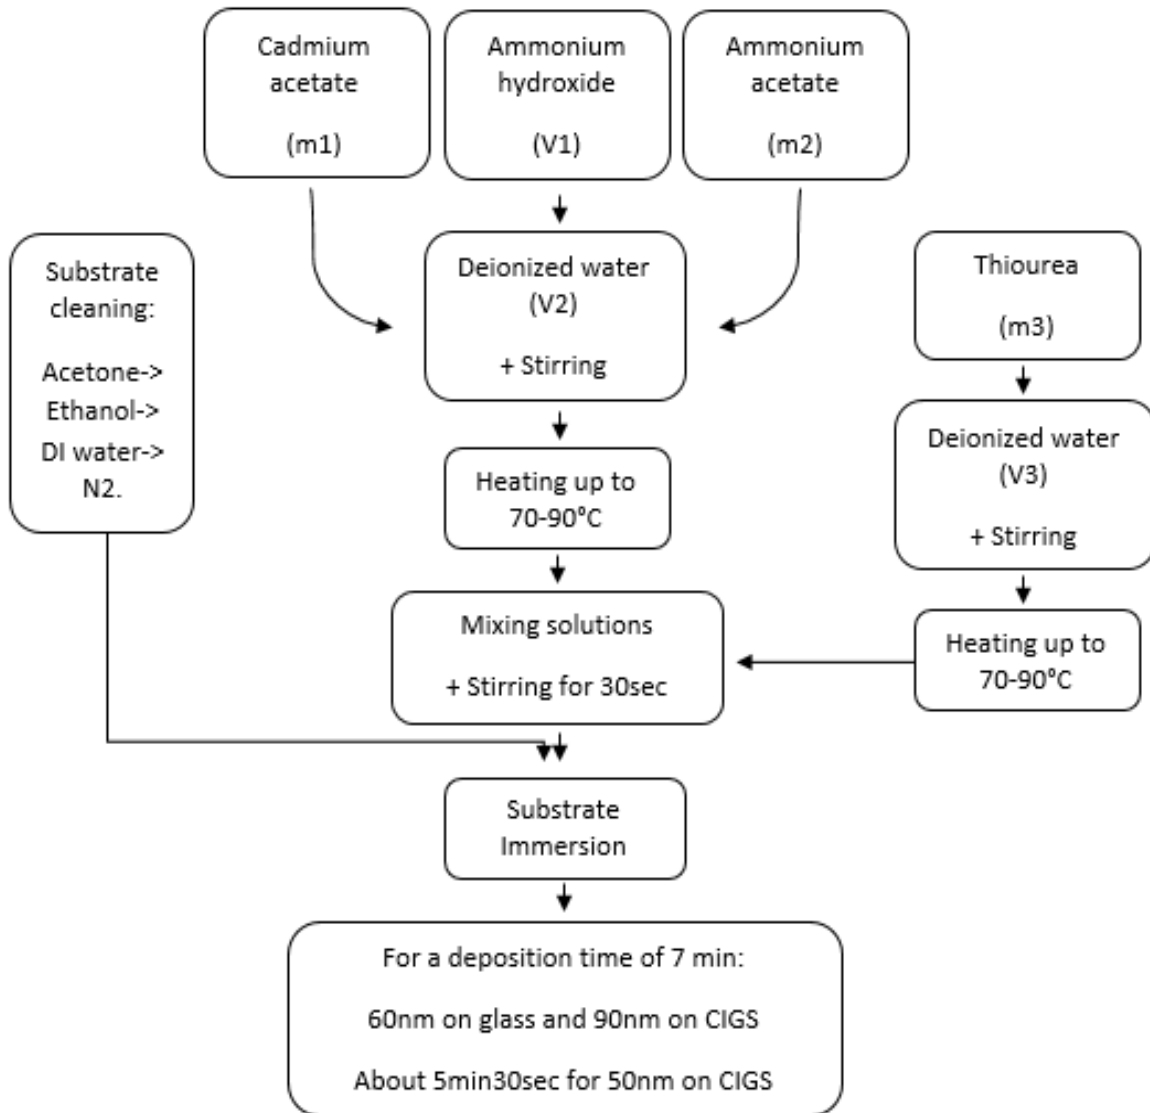 Cadmium
acetate
(m1)
Ammonium
hydroxide
(V1)
Ammonium
acetate
(m2)
Substrate
cleaning:
Acetone->
Ethanol->
DI water->
N2.
Deionized water
(V2)
+ Stirring
Thiourea
(m3)
Heating up to
70-90°C
Deionized water
(V3)
+ Stirring
Mixing solutions
+ Stirring for 30sec
Heating up to
70-90°C
Substrate
Immersion
For a deposition time of 7 min:
60nm on glass and 90nm on CIGS
About 5min30sec for 50nm on CIGS